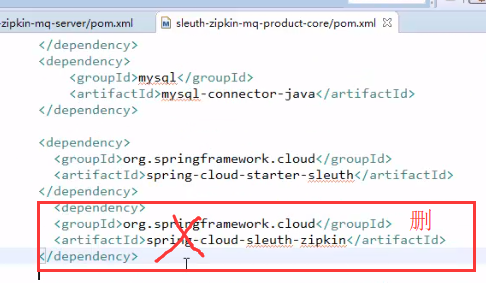 -zipkin-mq-server/pom.xml sleuth-zipkin-mq-product-core/pom.xml
</dependency>
<dependency>
<groupId>mysql</groupId>
<artifactId>mysql-connector-java</artifactId>
</dependency>
<dependency>
<groupId>org.springframework.cloud</groupId>
<artifactId>spring-cloud-starter-sleuth</artifactId>
</dependency>
<dependency>
<groupId>org.springframework.cloud</groupId> 删
<artifactId>spring-cloud-sleuth-zipkin</artifactId>
</dependency>